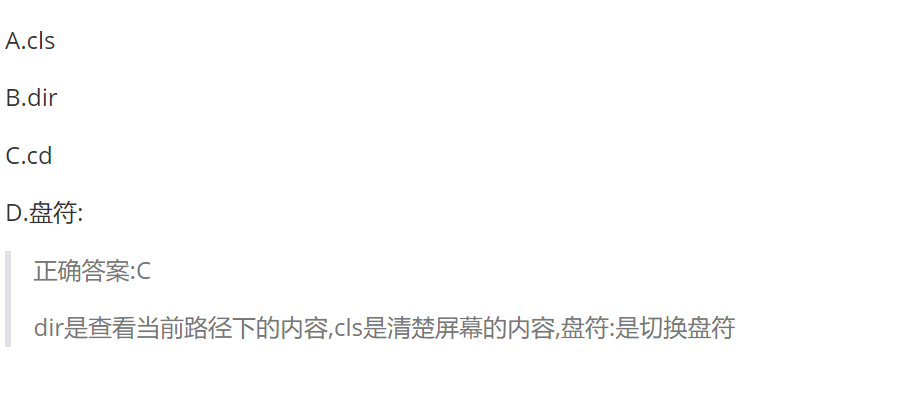 A.cls
B.dir
C.cd
D.盘符:
正确答案:C
dir是查看当前路径下的内容,cls是清楚屏幕的内容,盘符:是切换盘符